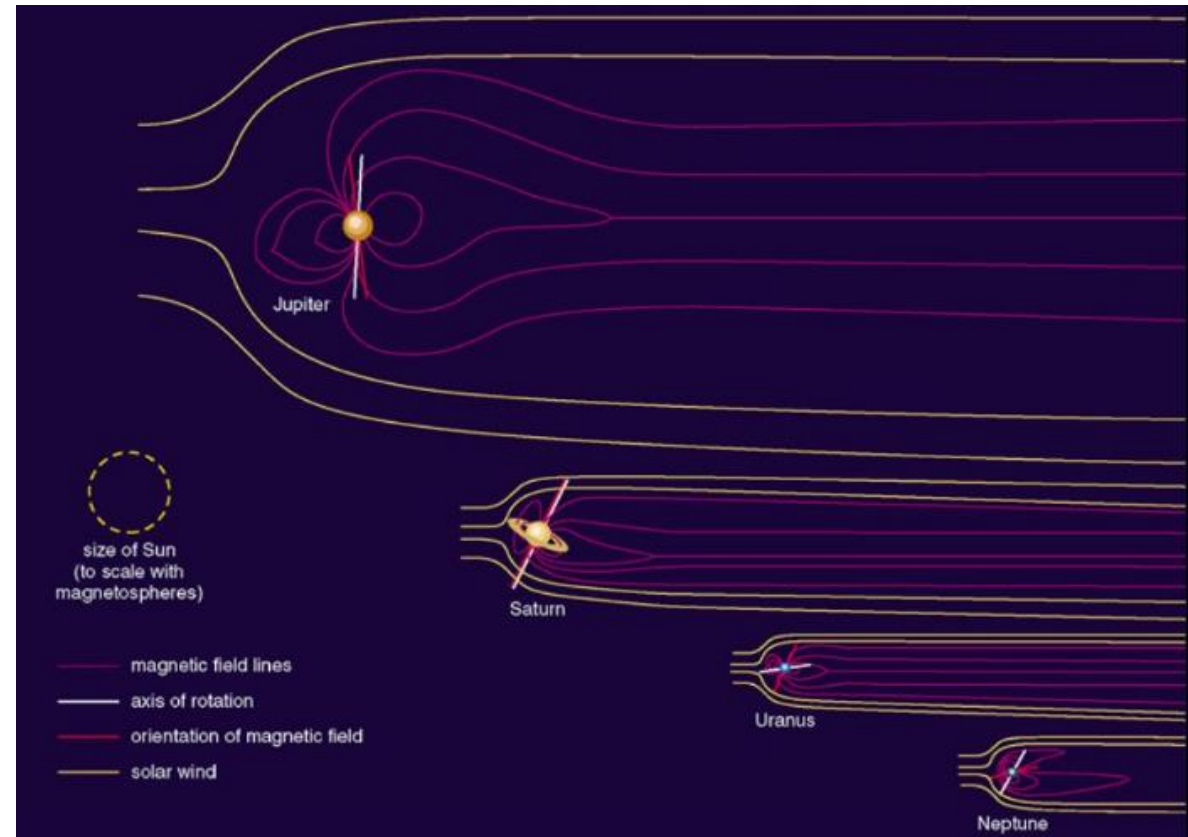 Jupiter
size of Sun
(to scale with
magnetospheres)
Saturn
magnetic field lines
axis of rotation
orientation of magnetic field
solar wind
Uranus
Neptune